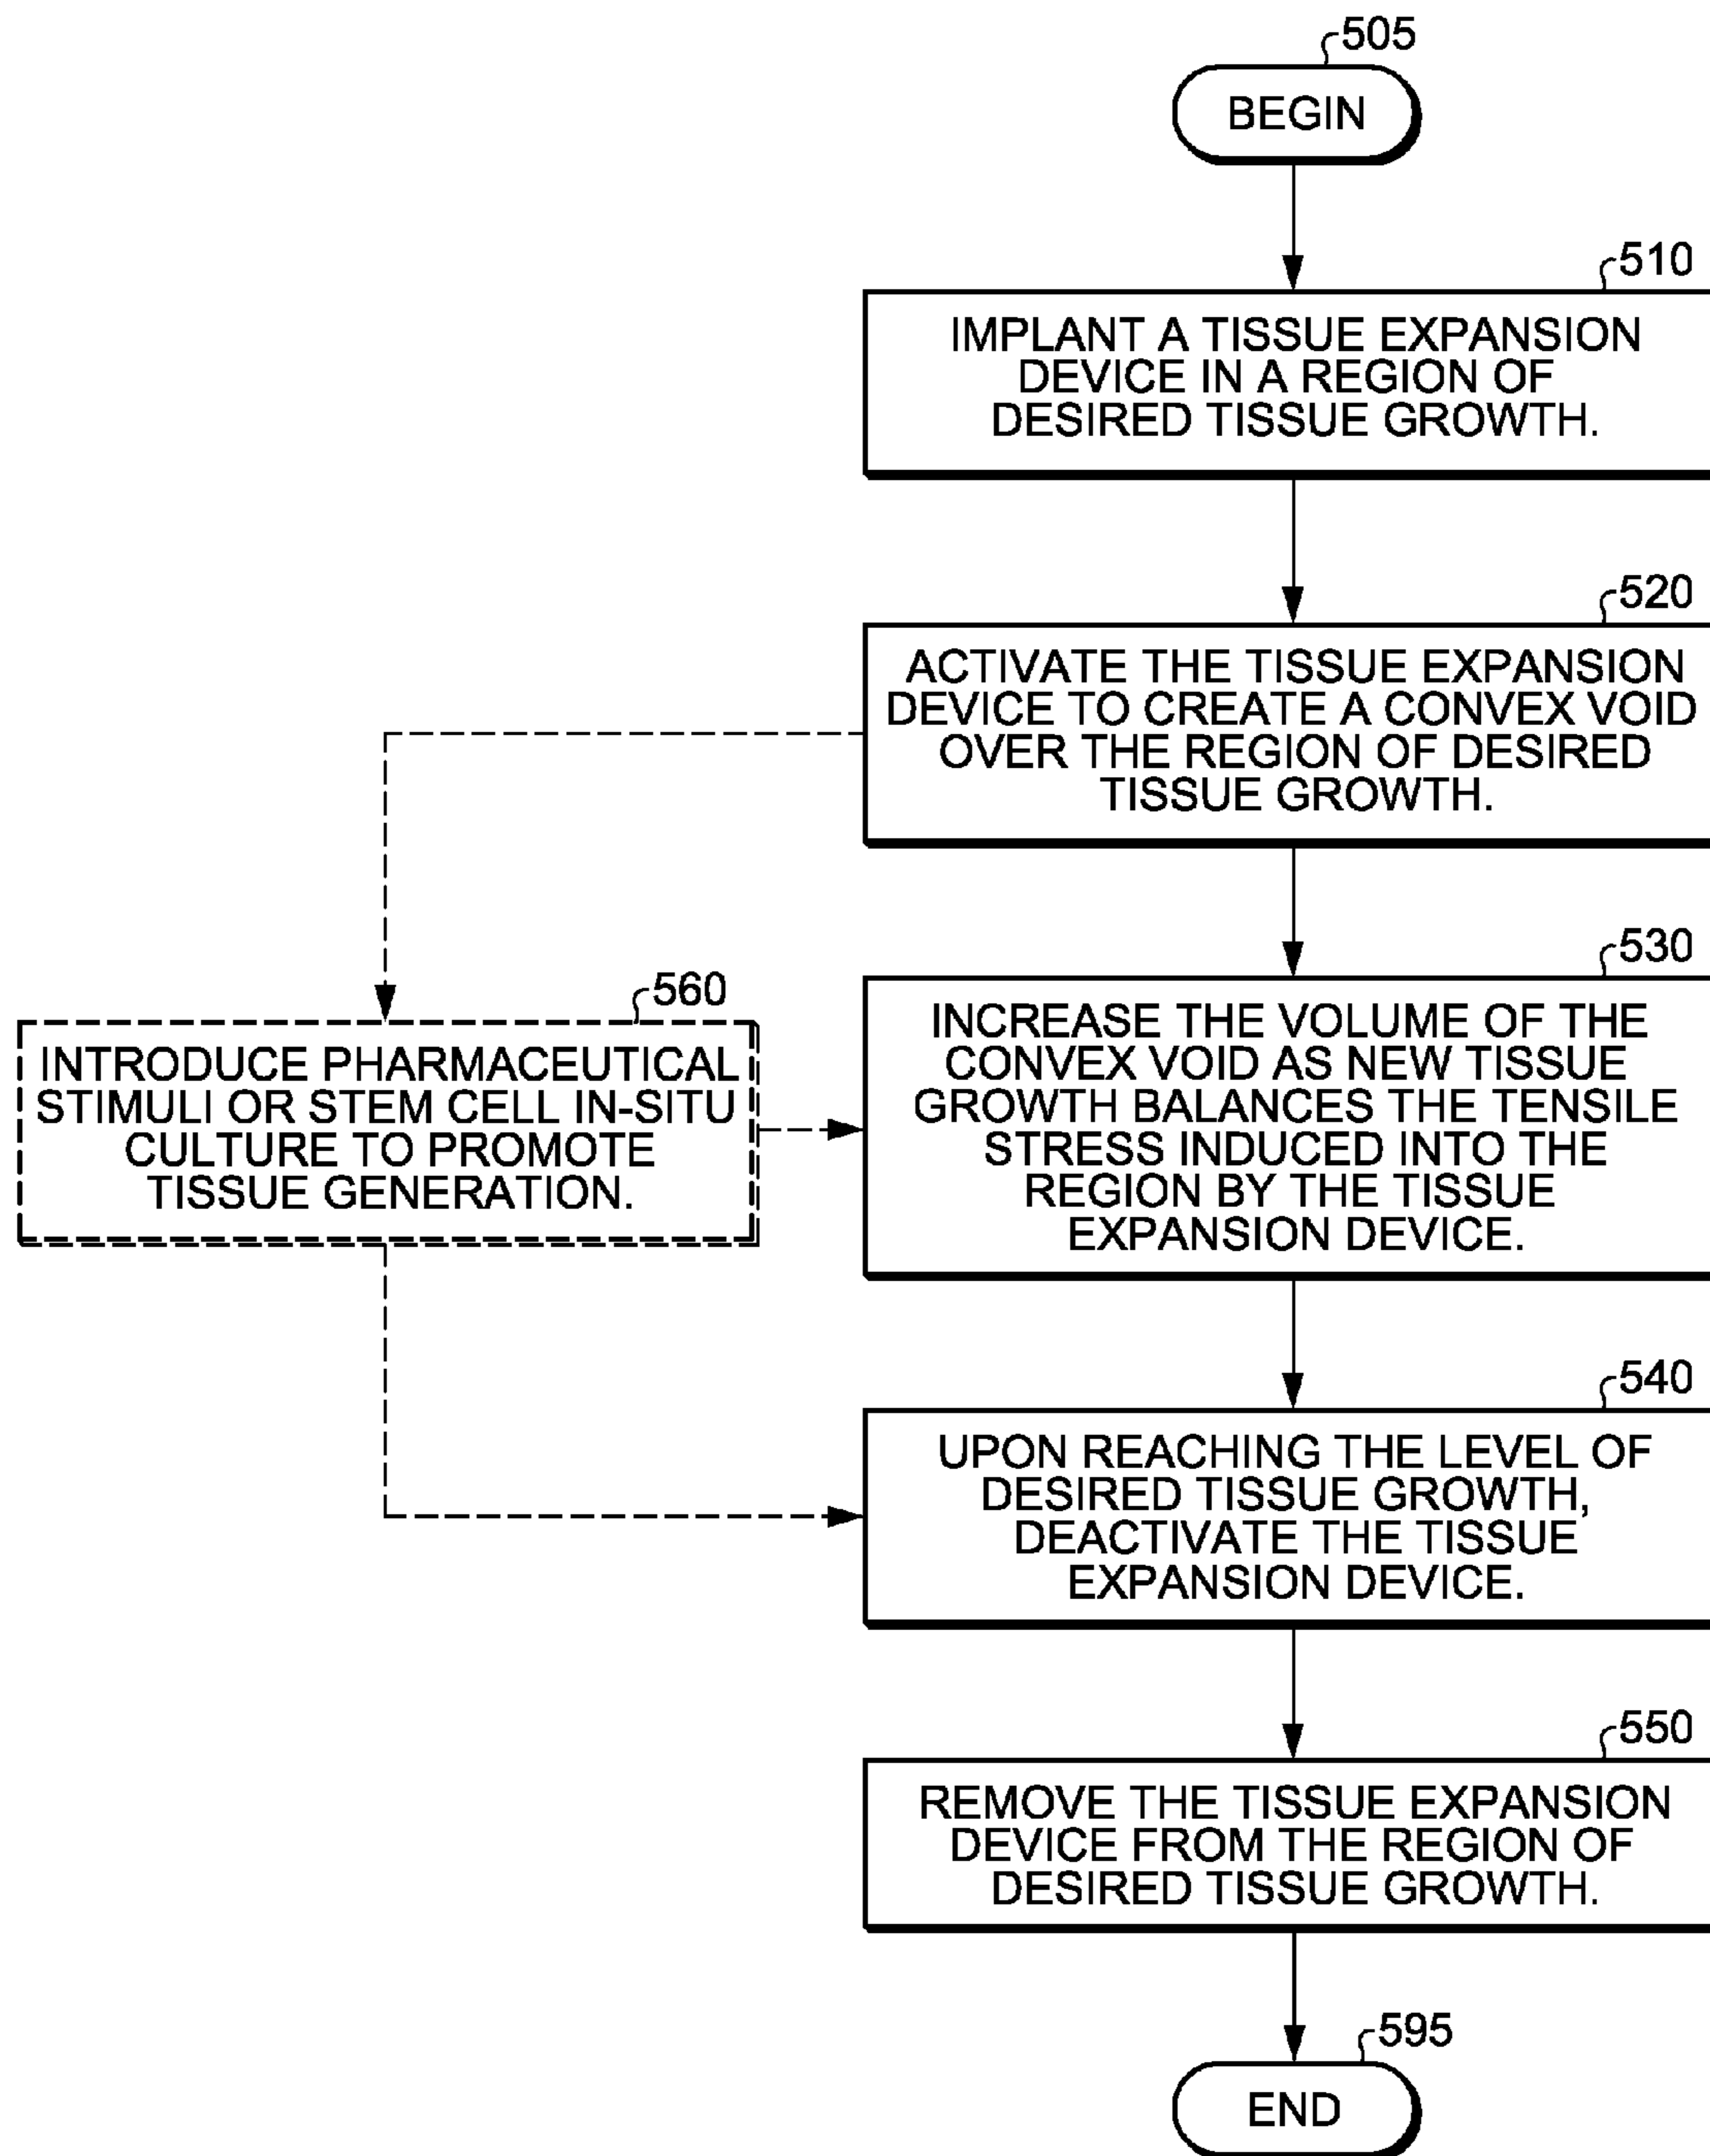 505
BEGIN
510
IMPLANT A TISSUE EXPANSION
DEVICE IN A REGION OF
DESIRED TISSUE GROWTH.
520
ACTIVATE THE TISSUE EXPANSION
DEVICE TO CREATE A CONVEX VOID
OVER THE REGION OF DESIRED
TISSUE GROWTH.
560
INTRODUCE PHARMACEUTICAL
STIMULI OR STEM CELL IN-SITU
CULTURE TO PROMOTE
TISSUE GENERATION.
530
INCREASE THE VOLUME OF THE
CONVEX VOID AS NEW TISSUE
GROWTH BALANCES THE TENSILE
STRESS INDUCED INTO THE
REGION BY THE TISSUE
EXPANSION DEVICE.
540
UPON REACHING THE LEVEL OF
DESIRED TISSUE GROWTH,
DEACTIVATE THE TISSUE
EXPANSION DEVICE.
550
REMOVE THE TISSUE EXPANSION
DEVICE FROM THE REGION OF
DESIRED TISSUE GROWTH.
595
END